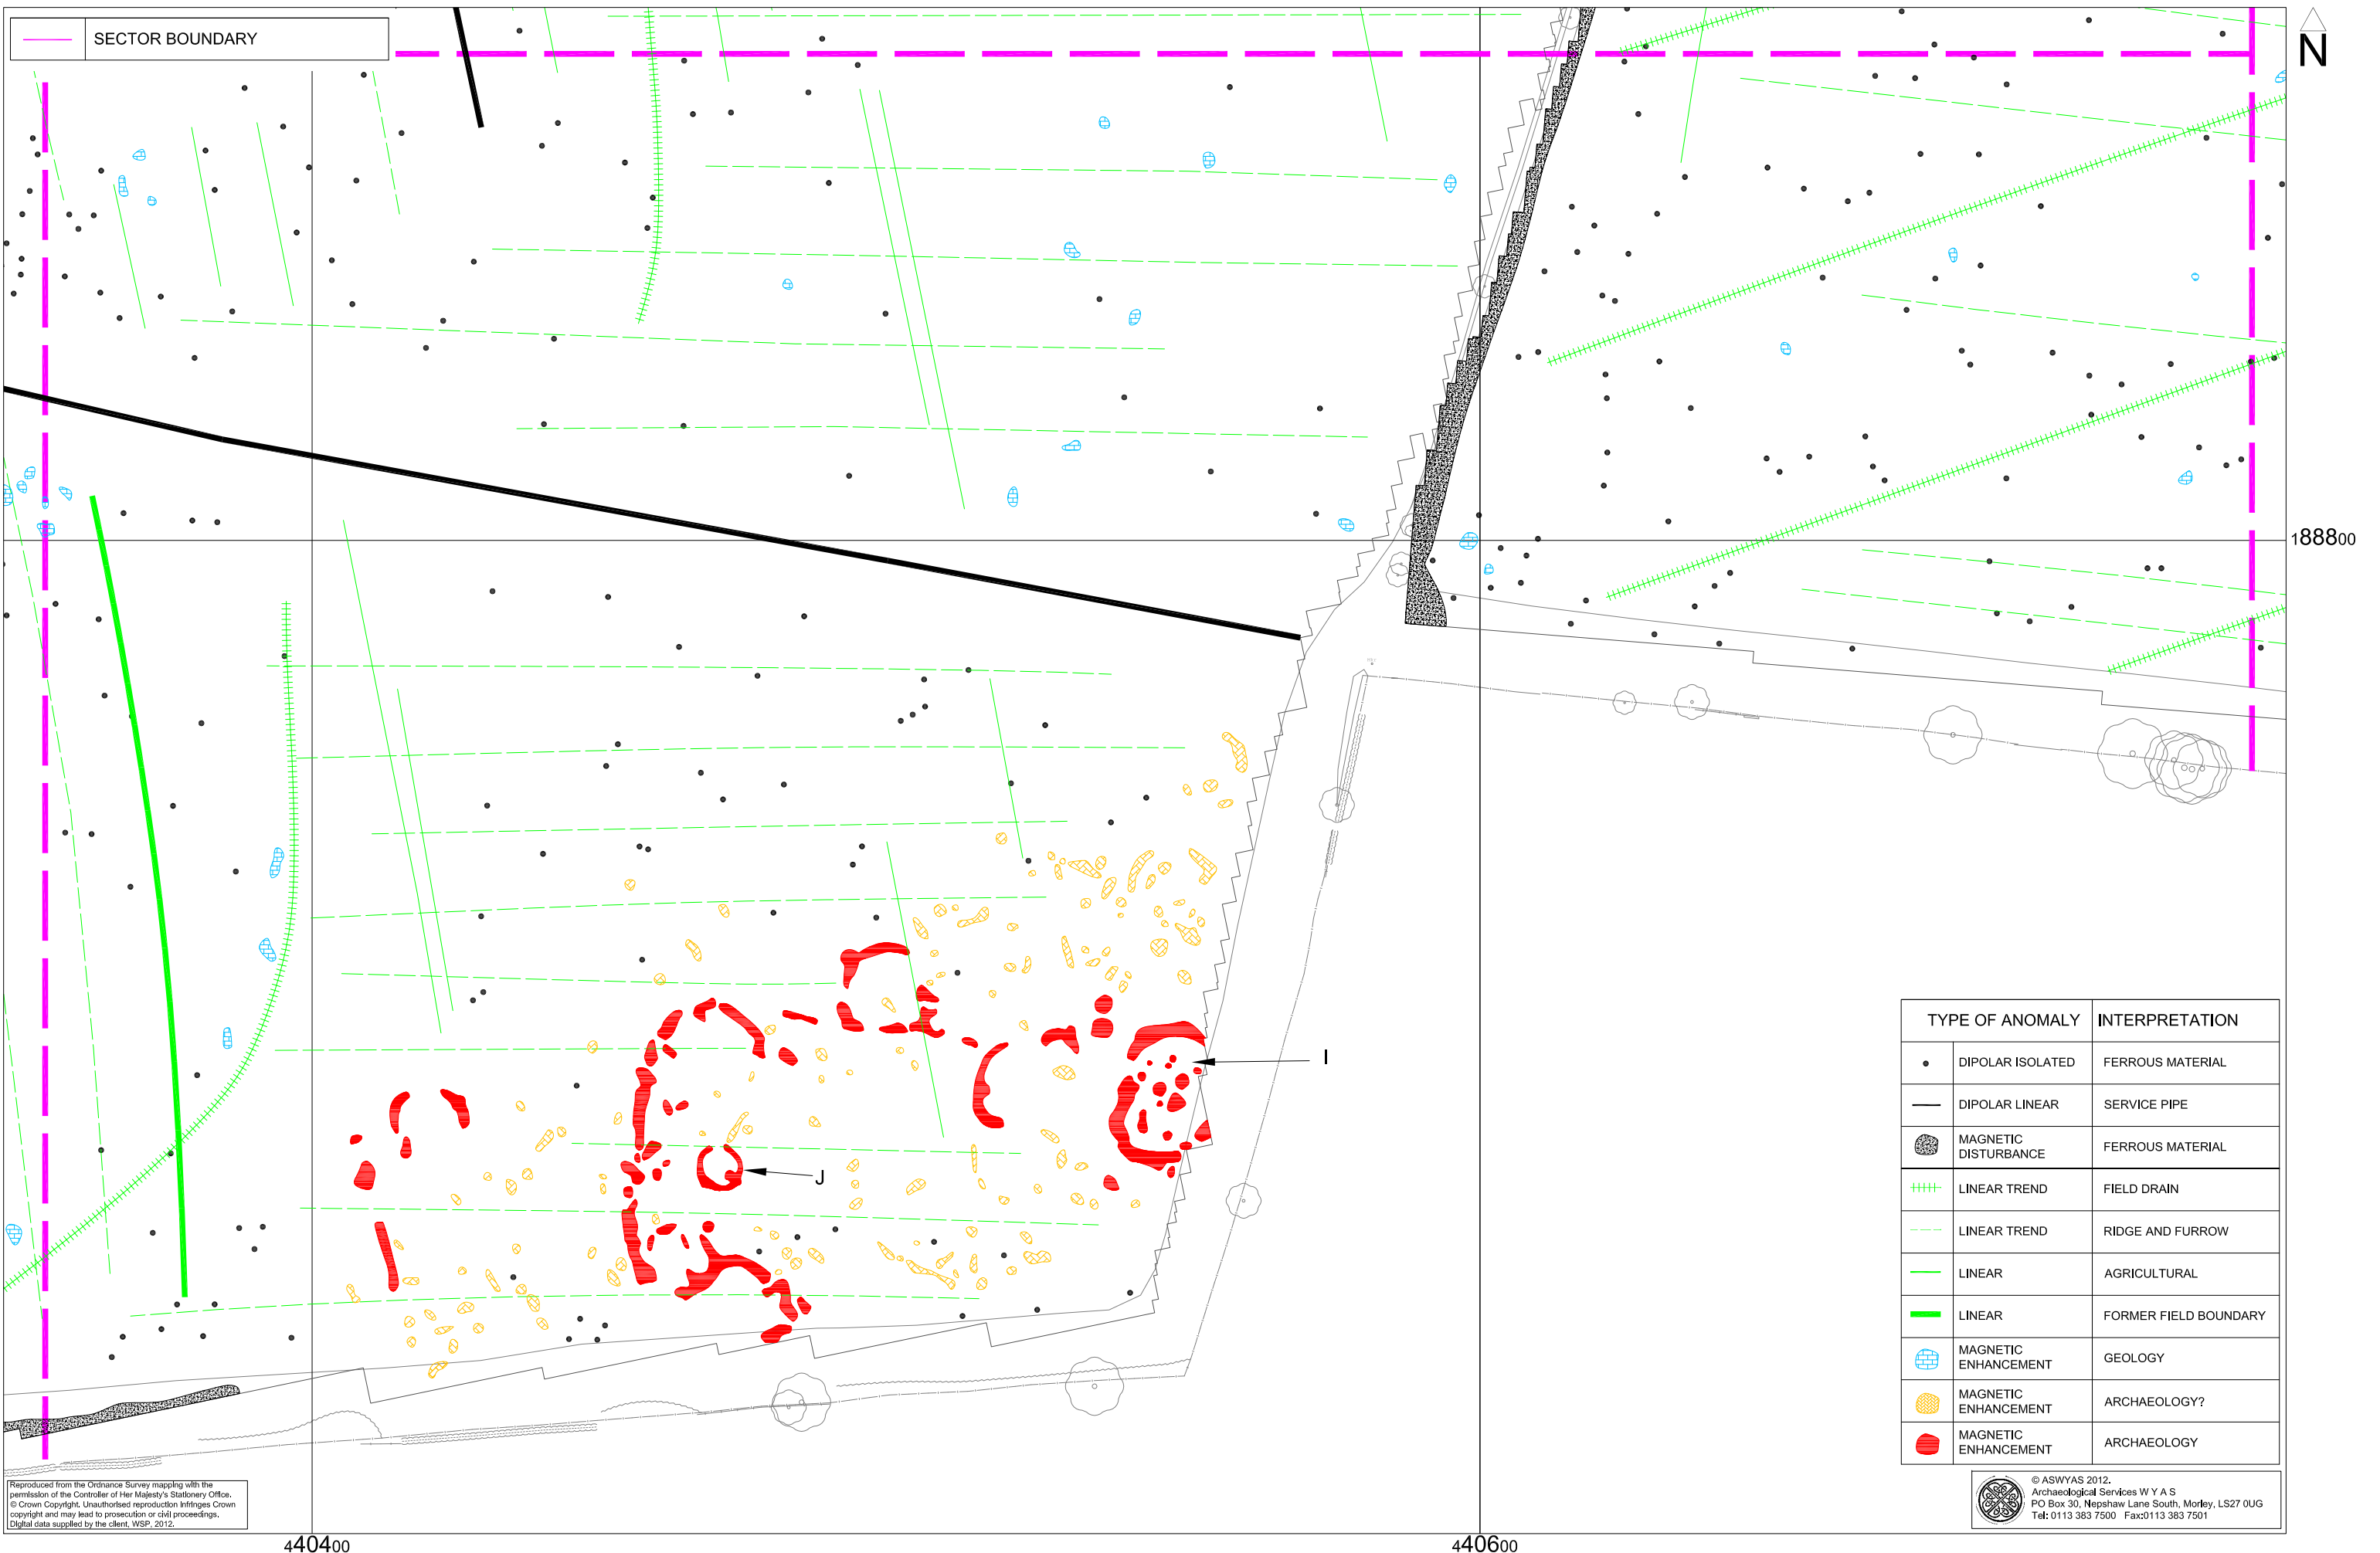 SECTOR BOUNDARY
N
188800
I
J
TYPE OF ANOMALY INTERPRETATION
DIPOLAR ISOLATED FERROUS MATERIAL
DIPOLAR LINEAR SERVICE PIPE
MAGNETIC DISTURBANCE FERROUS MATERIAL
LINEAR TREND FIELD DRAIN
LINEAR TREND RIDGE AND FURROW
LINEAR AGRICULTURAL
LINEAR FORMER FIELD BOUNDARY
MAGNETIC ENHANCEMENT GEOLOGY
MAGNETIC ENHANCEMENT ARCHAEOLOGY?
MAGNETIC ENHANCEMENT ARCHAEOLOGY
Reproduced from the Ordnance Survey mapping with the
permission of the Controller of Her Majesty's Stationery Office.
© Crown Copyright. Unauthorised reproduction infringes Crown
copyright and may lead to prosecution or civil proceedings.
Digital data supplied by the client, WSP, 2012.
© ASWYAS 2012.
Archaeological Services W Y A S
PO Box 30, Nepshaw Lane South, Morley, LS27 0UG
Tel: 0113 383 7500 Fax:0113 383 7501
440400
440600